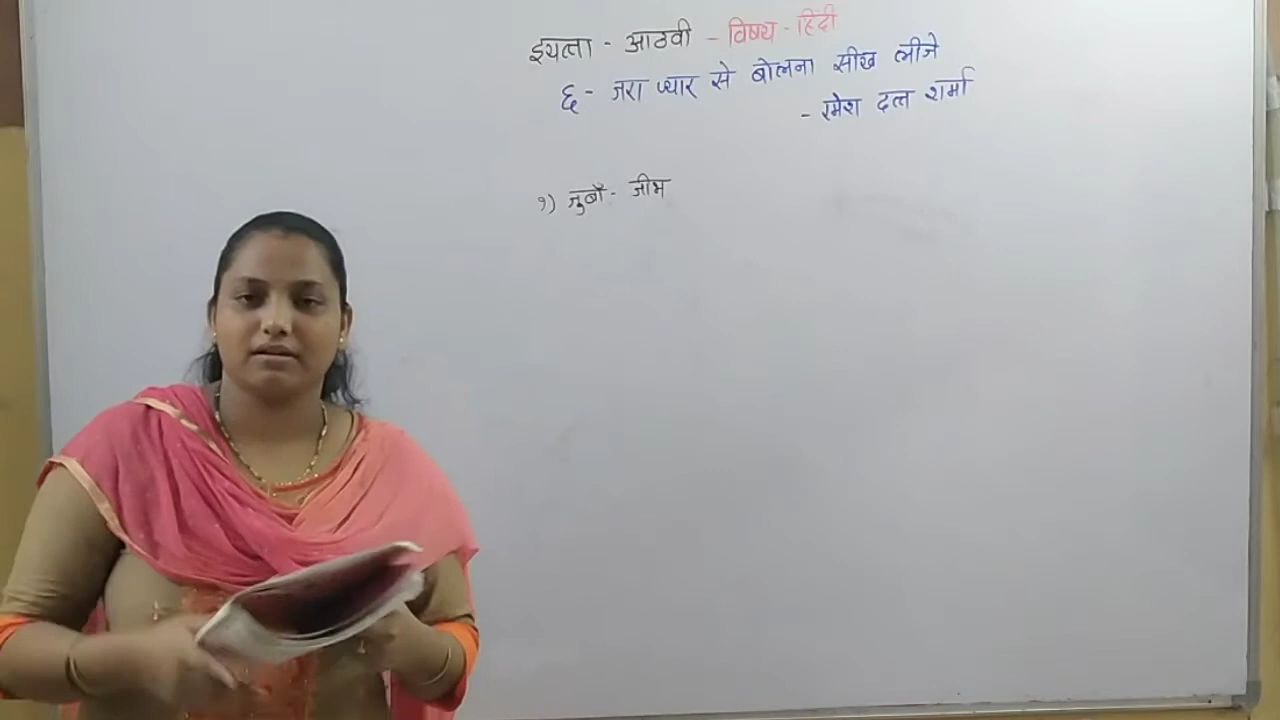 इयत्ता - आठवी - विषय - हिंदी
६ - जरा प्यार से बोलना सीख लीजे
- रमेश दत्त शर्मा
१) जुबाँ - जीभ